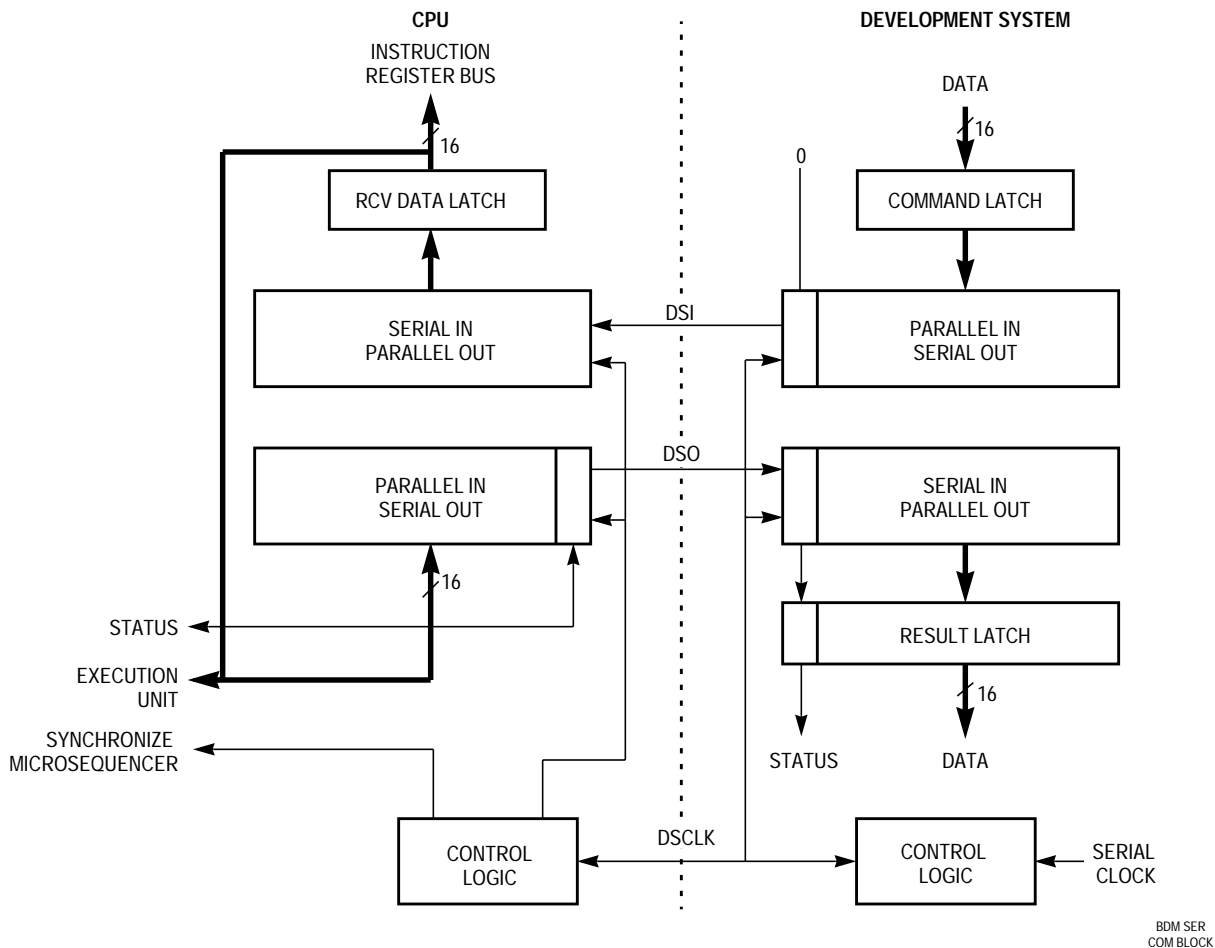 CPU
DEVELOPMENT SYSTEM
INSTRUCTION
REGISTER BUS
DATA
16
16
0
RCV DATA LATCH
COMMAND LATCH
DSI
SERIAL IN
PARALLEL OUT
PARALLEL IN
SERIAL OUT
DSO
PARALLEL IN
SERIAL OUT
SERIAL IN
PARALLEL OUT
16
STATUS
RESULT LATCH
EXECUTION
UNIT
16
SYNCHRONIZE
MICROSEQUENCER
STATUS
DATA
DSCLK
CONTROL
LOGIC
CONTROL
LOGIC
SERIAL
CLOCK
BDM SER
COM BLOCK